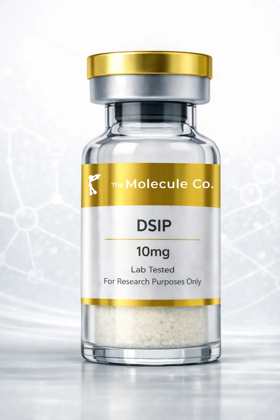 The Molecule Co.
DSIP
10mg
Lab Tested
For Research Purposes Only